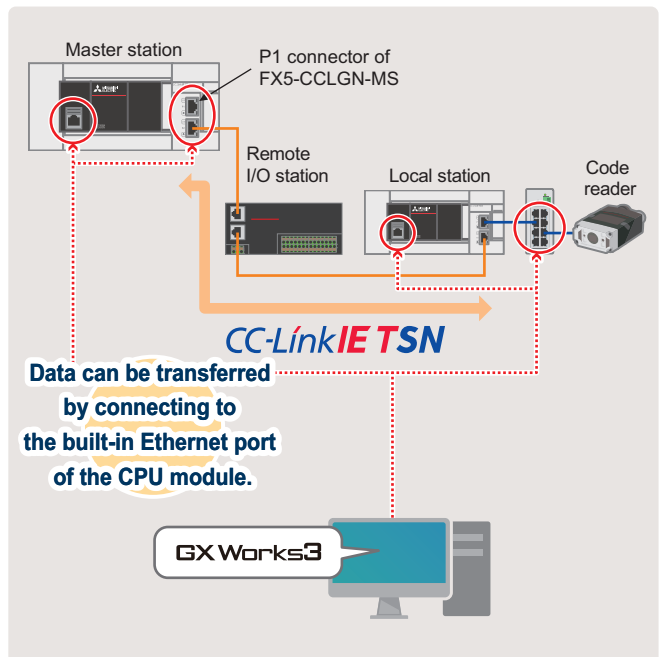 Master station
P1 connector of
FX5-CCLGN-MS
Remote
I/O station
Local station
Code
reader
CC-Link IE TSN
Data can be transferred
by connecting to
the built-in Ethernet port
of the CPU module.
GX Works3